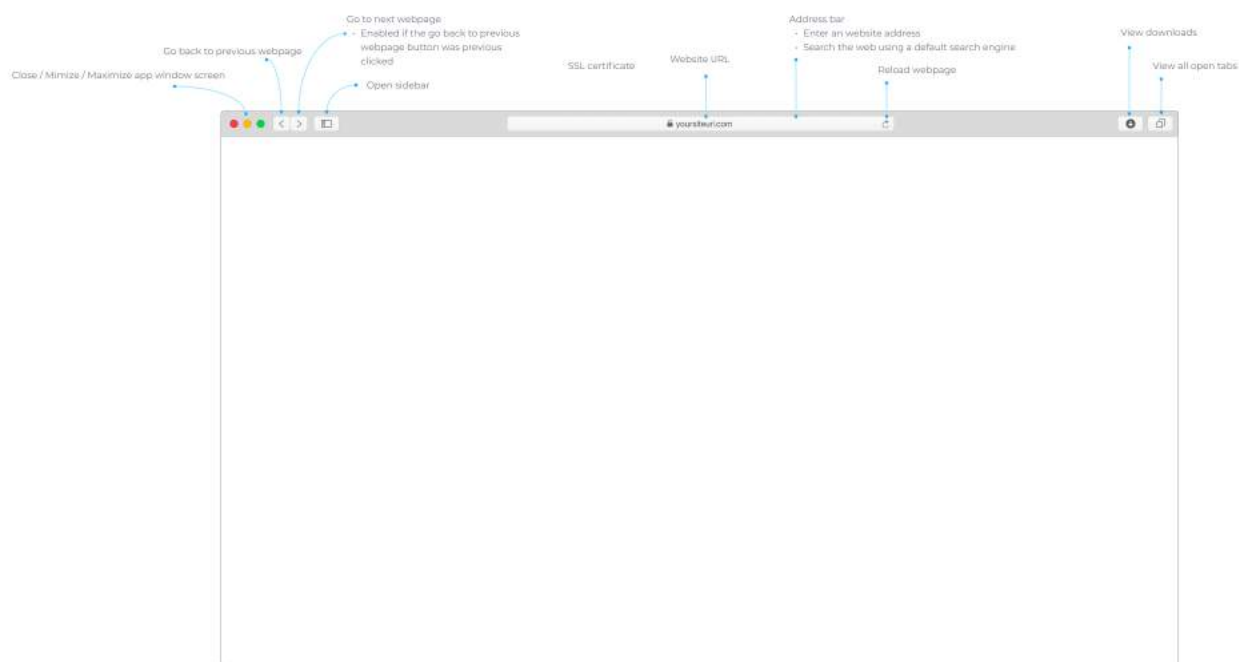 Go to next webpage
- Enabled if the go back to previous
webpage button was previous
clicked
Go back to previous webpage
Close / Mimize / Maximize app window screen
Open sidebar
SSL certificate
Website URL
Address bar
- Enter an website address
- Search the web using a default search engine
Reload webpage
View downloads
View all open tabs
yoursiteurl.com